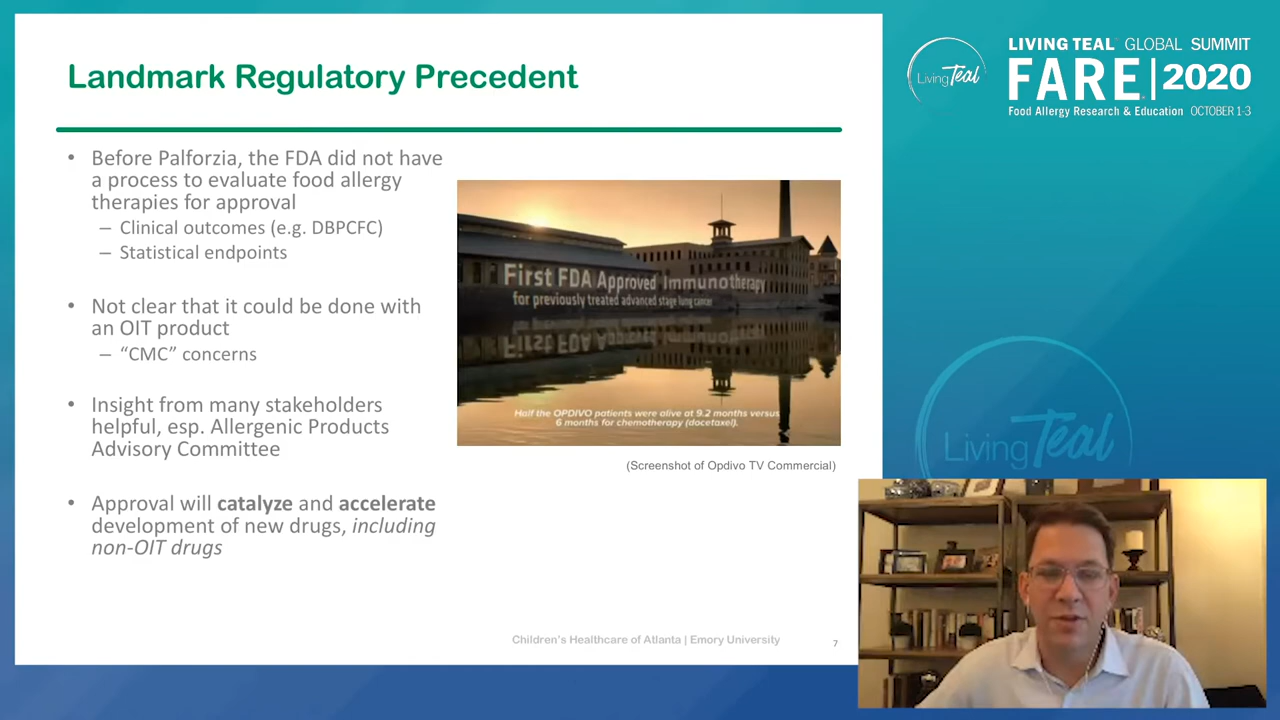 Landmark Regulatory Precedent
• Before Palforzia, the FDA did not have
a process to evaluate food allergy
therapies for approval
– Clinical outcomes (e.g. DBPCFC)
– Statistical endpoints
• Not clear that it could be done with
an OIT product
– “CMC” concerns
• Insight from many stakeholders
helpful, esp. Allergenic Products
Advisory Committee
• Approval will catalyze and accelerate
development of new drugs, including
non-OIT drugs
First FDA Approved Immunotherapy
for previously treated advanced stage lung cancer
Half the OPDIVO patients were alive at 9.2 months versus
6 months for chemotherapy (docetaxel).
(Screenshot of Opdivo TV Commercial)
Children’s Healthcare of Atlanta | Emory University
7
Living Teal
LIVING TEAL™ GLOBAL SUMMIT
FARE | 2020
Food Allergy Research & Education OCTOBER 1-3
Living Teal